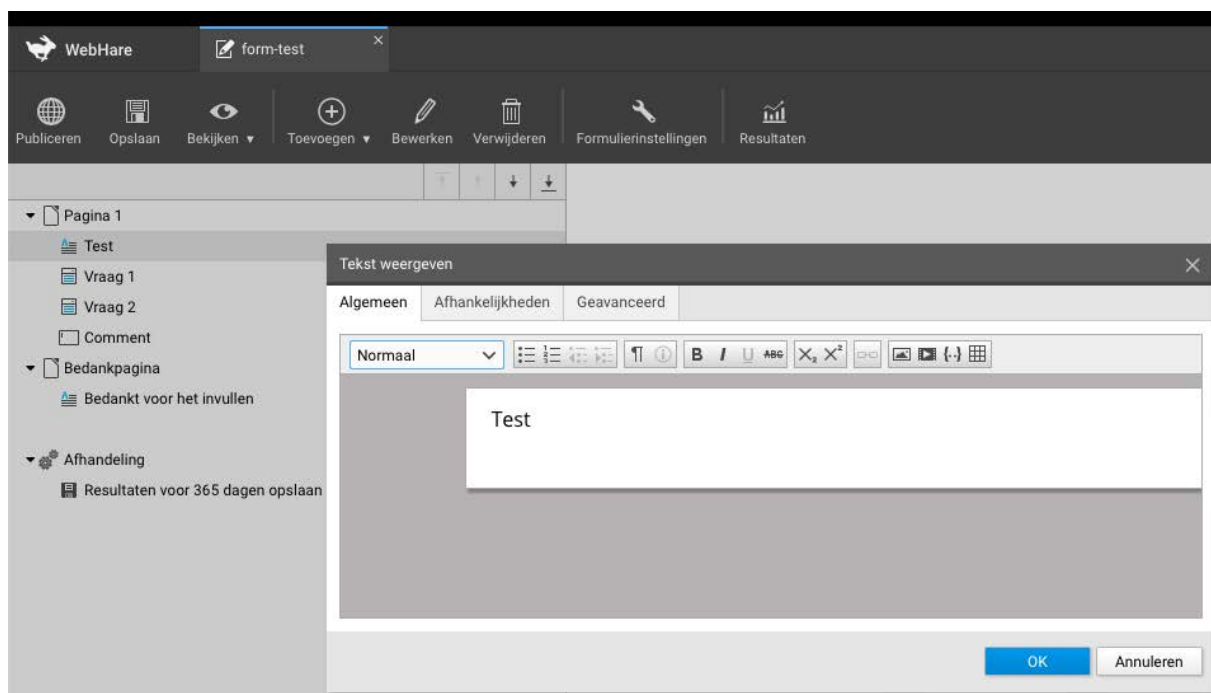 WebHare
form-test
Publiceren
Opslaan
Bekijken
Toevoegen
Bewerken
Verwijderen
Formulierinstellingen
Resultaten
Pagina 1
Test
Vraag 1
Vraag 2
Comment
Bedankpagina
Bedankt voor het invullen
Afhandeling
Resultaten voor 365 dagen opslaan
Tekst weergeven
Algemeen
Afhankelijkheden
Geavanceerd
Normaal
B I U ABC X₂ X²
Test
OK
Annuleren